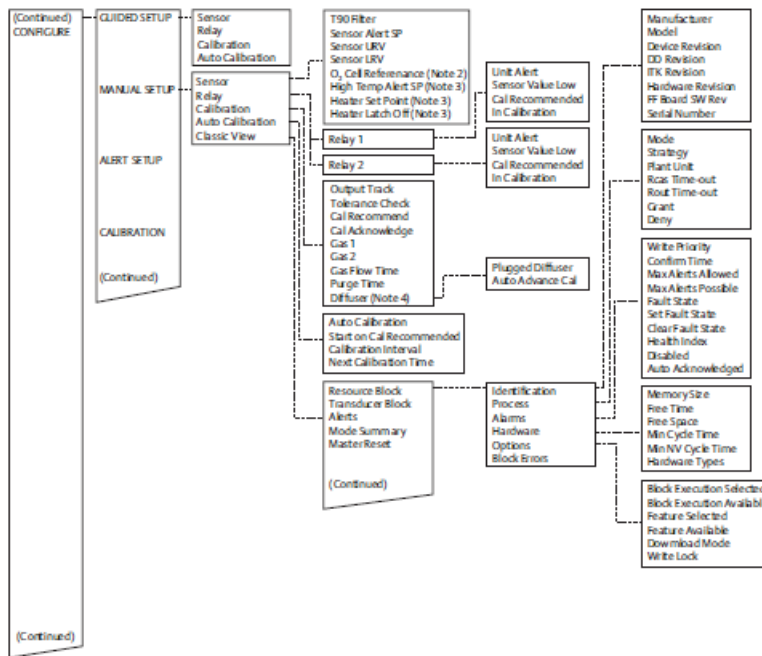 (Continued)
CONFIGURE
(Continued)
GUIDED SETUP
MANUAL SETUP
ALERT SETUP
CALIBRATION
(Continued)
Sensor
Relay
Calibration
Auto Calibration
Sensor
Relay
Calibration
Auto Calibration
Classic View
T90 Filter
Sensor Alert SP
Sensor URV
Sensor LRV
O₂ Cell Referenance (Note 2)
High Temp Alert SP (Note 3)
Heater Set Point (Note 3)
Heater Latch Off (Note 3)
Relay 1
Relay 2
Output Track
Tolerance Check
Cal Recommend
Cal Acknowledge
Gas 1
Gas 2
Gas Flow Time
Purge Time
Diffuser (Note 4)
Auto Calibration
Start on Cal Recommended
Calibration Interval
Next Calibration Time
Resource Block
Transducer Block
Alerts
Mode Summary
Master Reset
(Continued)
Unit Alert
Sensor Value Low
Cal Recommended
In Calibration
Unit Alert
Sensor Value Low
Cal Recommended
In Calibration
Plugged Diffuser
Auto Advance Cal
Identification
Process
Alarms
Hardware
Options
Block Errors
Manufacturer
Model
Device Revision
DD Revision
ITK Revision
Hardware Revision
FF Board SW Rev
Serial Number
Mode
Strategy
Plant Unit
Rcas Time-out
Rout Time-out
Grant
Deny
Write Priority
Confirm Time
Max Alerts Allowed
Max Alerts Possible
Fault State
Set Fault State
Clear Fault State
Health Index
Disabled
Auto Acknowledged
Memory Size
Free Time
Free Space
Min Cycle Time
Min NV Cycle Time
Hardware Types
Block Execution Selected
Block Execution Available
Feature Selected
Feature Available
Download Mode
Write Lock